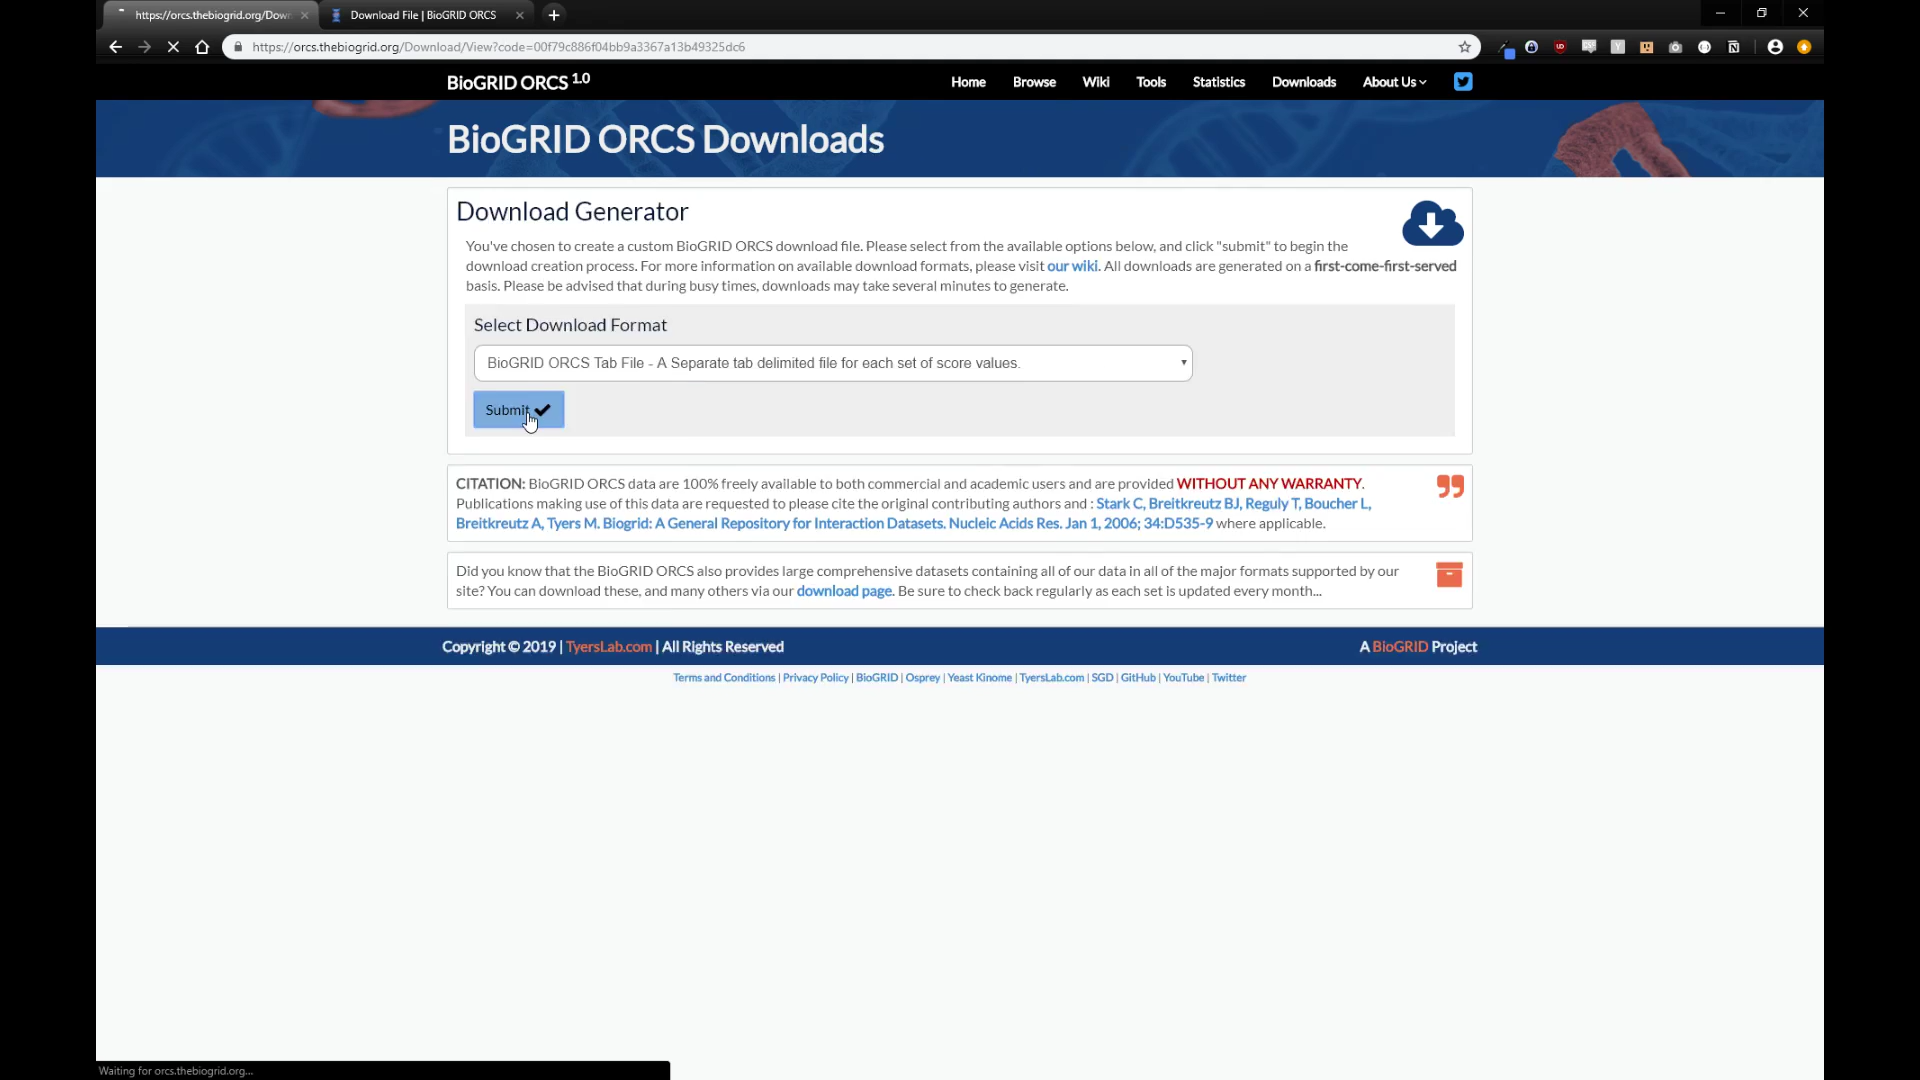 https://orcs.thebiogrid.org/Down
Download File | BioGRID ORCS
https://orcs.thebiogrid.org/Download/View?code=00f79c886f04bb9a3367a13b49325dc6
BioGRID ORCS 1.0
Home
Browse
Wiki
Tools
Statistics
Downloads
About Us
BioGRID ORCS Downloads
Download Generator
You've chosen to create a custom BioGRID ORCS download file. Please select from the available options below, and click "submit" to begin the
download creation process. For more information on available download formats, please visit our wiki. All downloads are generated on a first-come-first-served
basis. Please be advised that during busy times, downloads may take several minutes to generate.
Select Download Format
BioGRID ORCS Tab File - A Separate tab delimited file for each set of score values.
Submit
CITATION: BioGRID ORCS data are 100% freely available to both commercial and academic users and are provided WITHOUT ANY WARRANTY.
Publications making use of this data are requested to please cite the original contributing authors and : Stark C, Breitkreutz BJ, Reguly T, Boucher L,
Breitkreutz A, Tyers M. Biogrid: A General Repository for Interaction Datasets. Nucleic Acids Res. Jan 1, 2006; 34:D535-9 where applicable.
Did you know that the BioGRID ORCS also provides large comprehensive datasets containing all of our data in all of the major formats supported by our
site? You can download these, and many others via our download page. Be sure to check back regularly as each set is updated every month...
Copyright © 2019 | TyersLab.com | All Rights Reserved
A BioGRID Project
Terms and Conditions | Privacy Policy | BioGRID | Osprey | Yeast Kinome | TyersLab.com | SGD | GitHub | YouTube | Twitter
Waiting for orcs.thebiogrid.org...